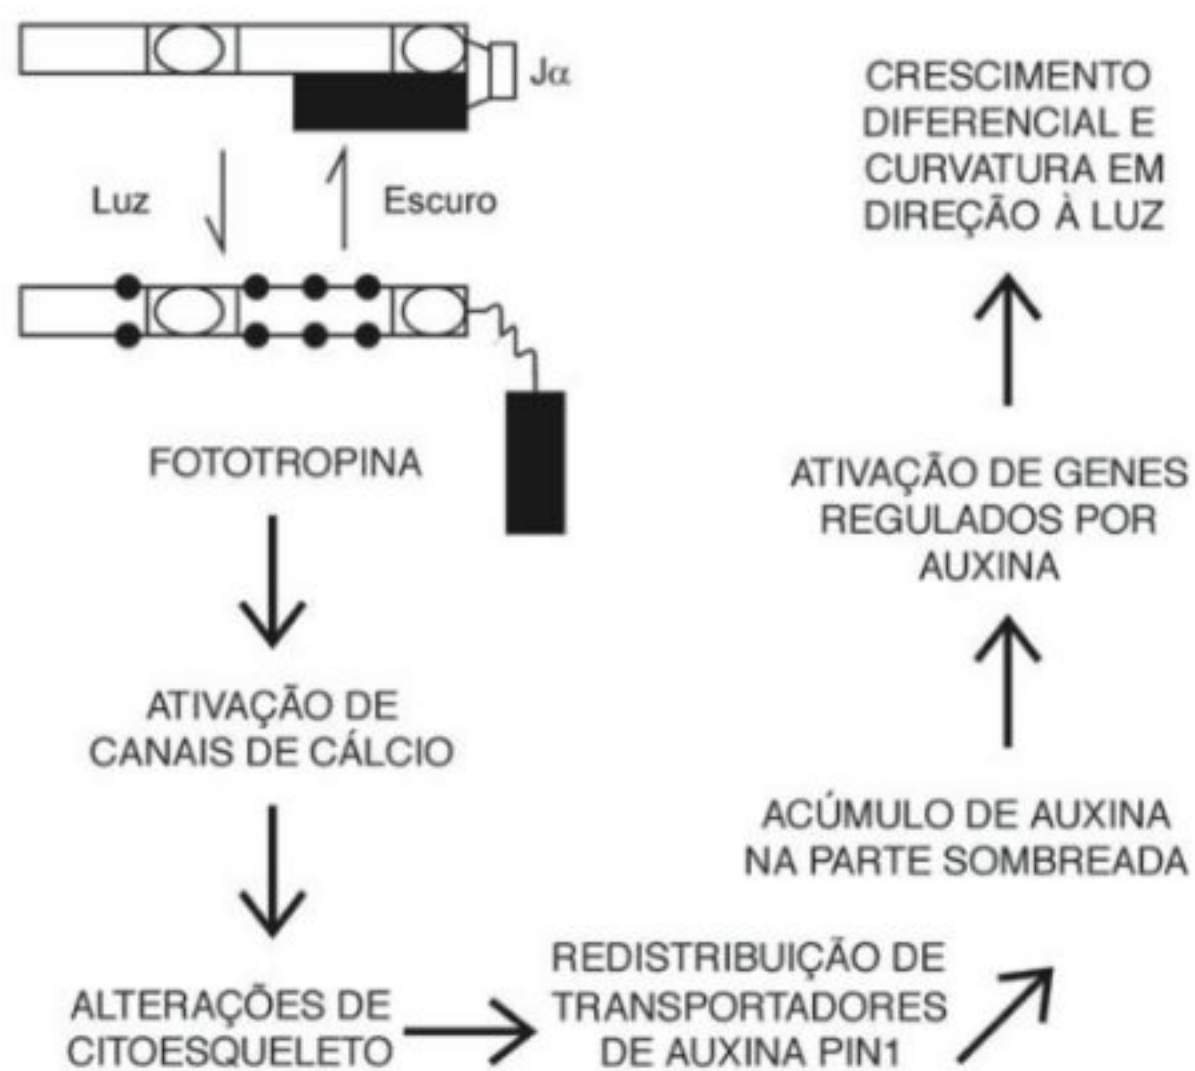 Jα
Luz
Escuro
FOTOTROPINA
ATIVAÇÃO DE
CANAIS DE CÁLCIO
ALTERAÇÕES DE
CITOESQUELETO
REDISTRIBUIÇÃO DE
TRANSPORTADORES
DE AUXINA PIN1
ACÚMULO DE AUXINA
NA PARTE SOMBREADA
ATIVAÇÃO DE GENES
REGULADOS POR
AUXINA
CRESCIMENTO
DIFERENCIAL E
CURVATURA EM
DIREÇÃO À LUZ